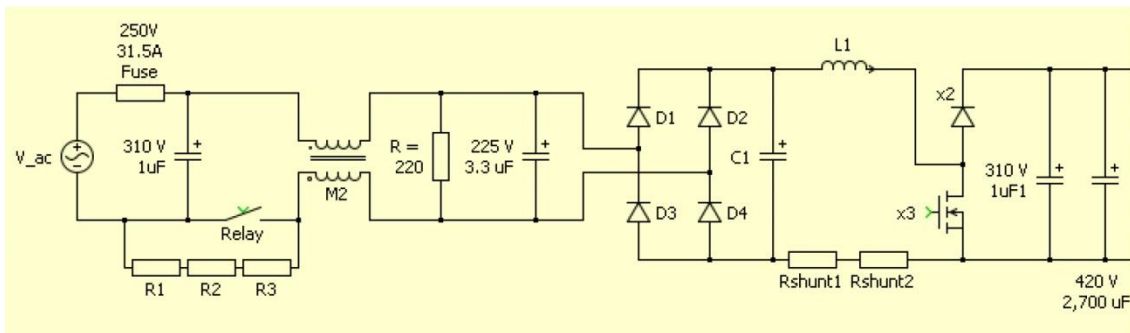 250V
31.5A
Fuse
L1
x2
D1
D2
V_ac
310 V
1uF
R =
220
225 V
3.3 uF
C1
310 V
1uF1
M2
D3
D4
x3
Relay
R1
R2
R3
Rshunt1
Rshunt2
420 V
2,700 uF